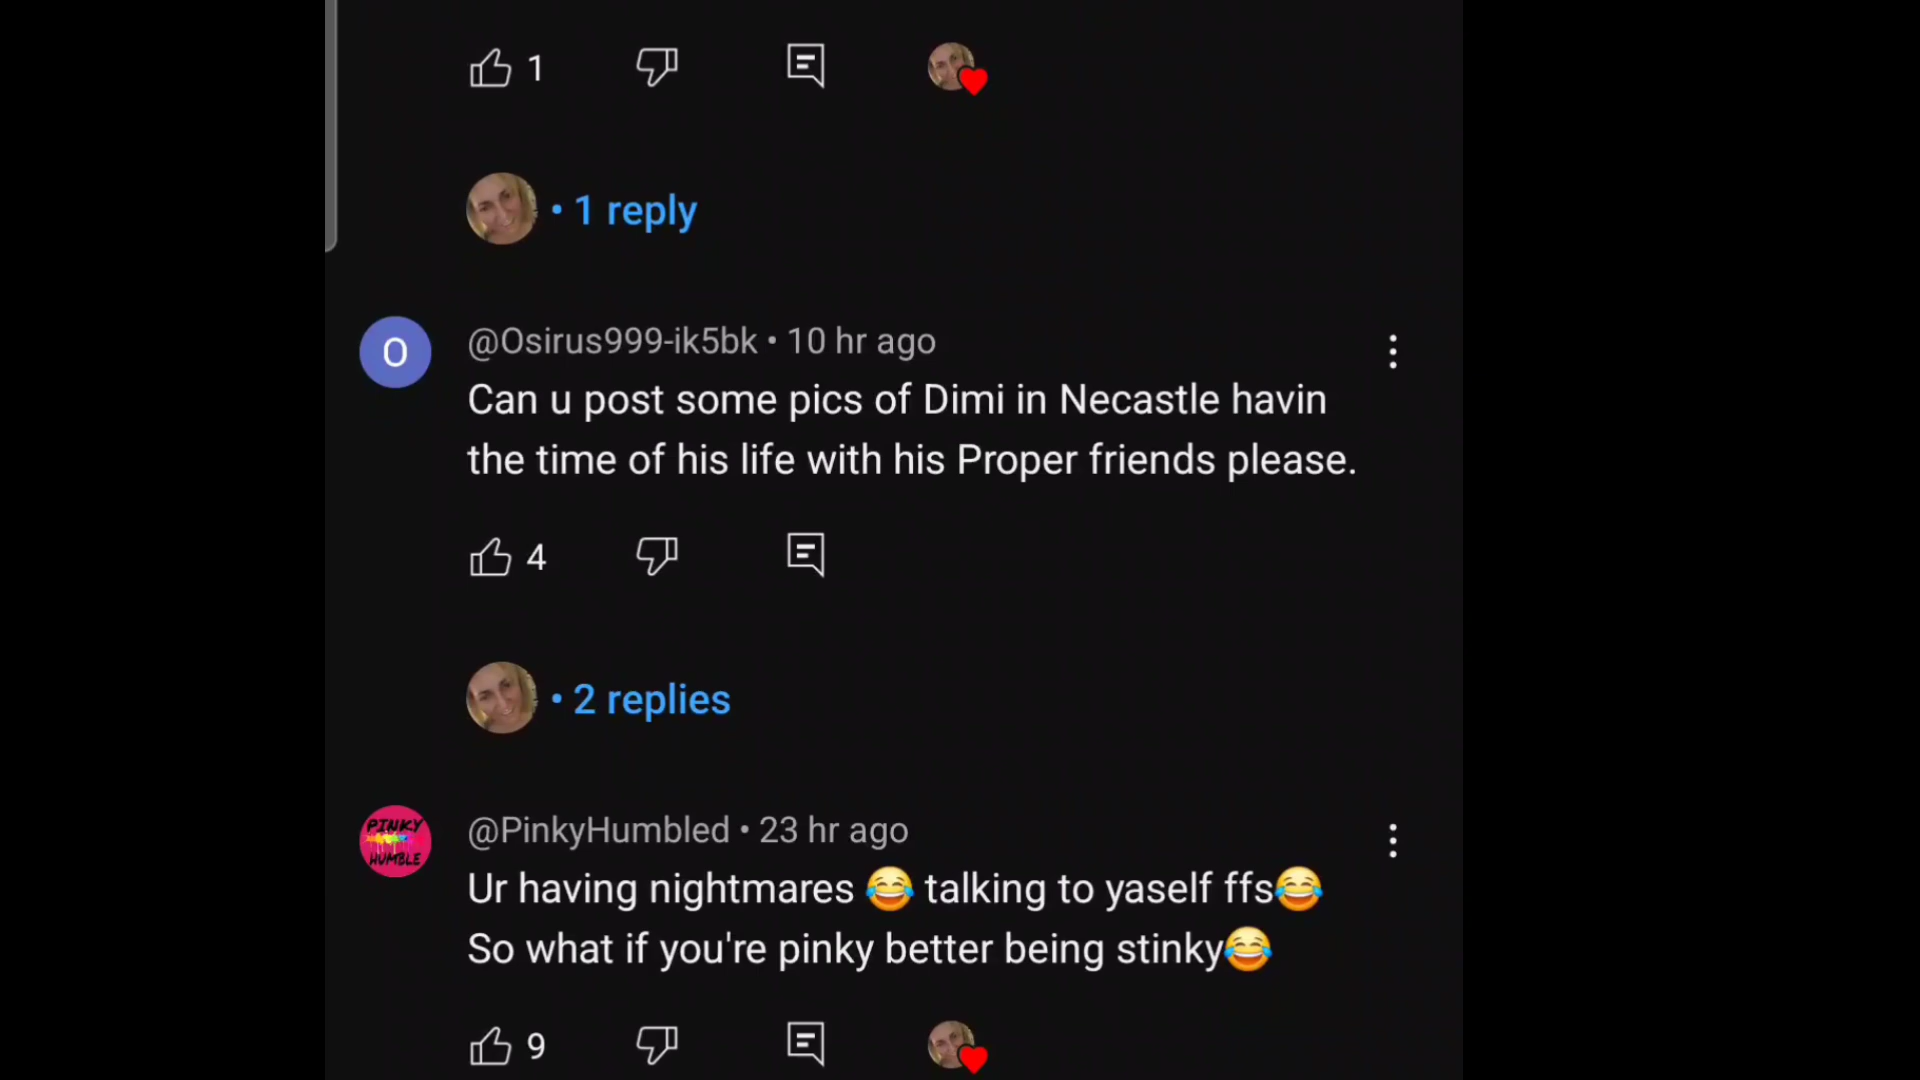 1
• 1 reply
O
@Osirus999-ik5bk • 10 hr ago
Can u post some pics of Dimi in Necastle havin
the time of his life with his Proper friends please.
4
• 2 replies
PINKY
HUMBLE
@PinkyHumbled • 23 hr ago
Ur having nightmares 😂 talking to yaself ffs😂
So what if you're pinky better being stinky😂
9